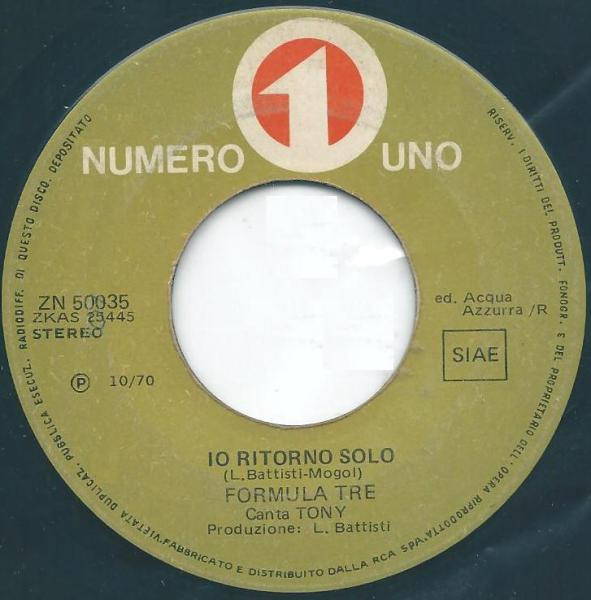 NUMERO 1 UNO
ZN 50035
ZKAS 25445
STEREO
Ⓟ 10/70
ed. Acqua
Azzurra /R
SIAE
IO RITORNO SOLO
(L.Battisti-Mogol)
FORMULA TRE
Canta TONY
Produzione: L. Battisti
RISERV. I DIRITTI DEL PRODUTT. FONOGR. E DEL PROPRIETARIO DELL' OPERA RIPRODOTTA. VIETATA DUPLICAZ. PUBBLICA ESECUZ. RADIODIFF. DI QUESTO DISCO. DEPOSITATO
FABBRICATO E DISTRIBUITO DALLA RCA SPA